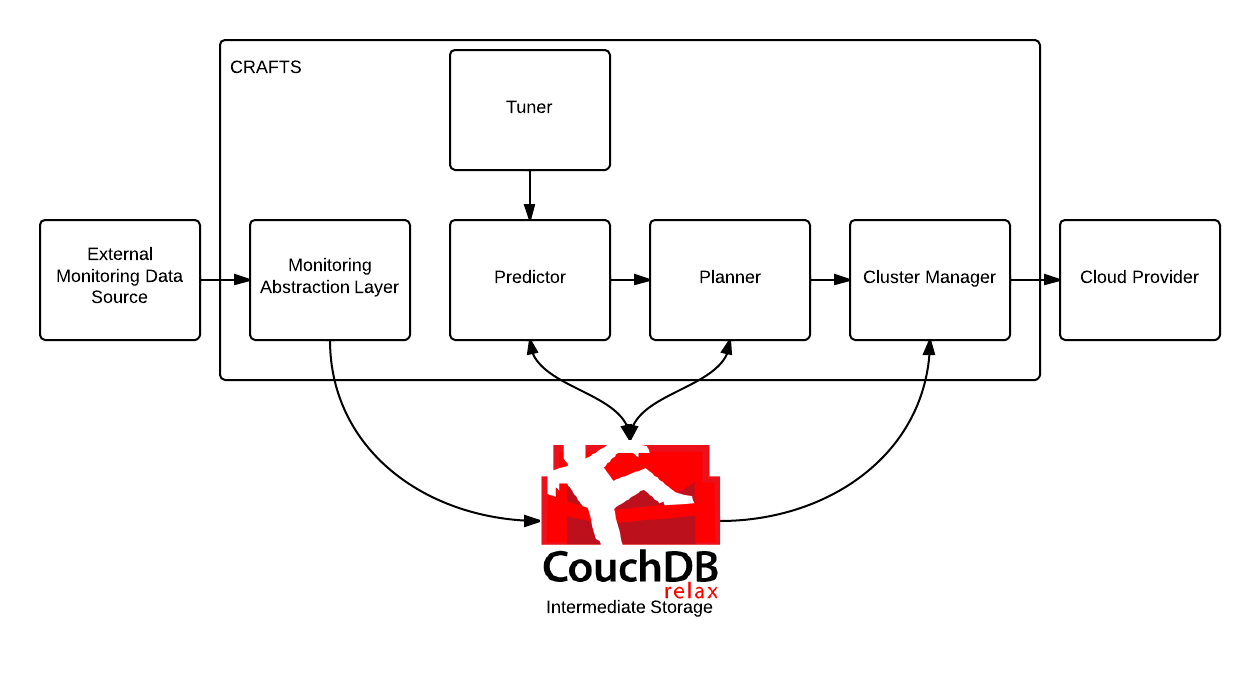 CRAFTS
Tuner
External
Monitoring Data
Source
Monitoring
Abstraction Layer
Predictor
Planner
Cluster Manager
Cloud Provider
CouchDB
relax
Intermediate Storage